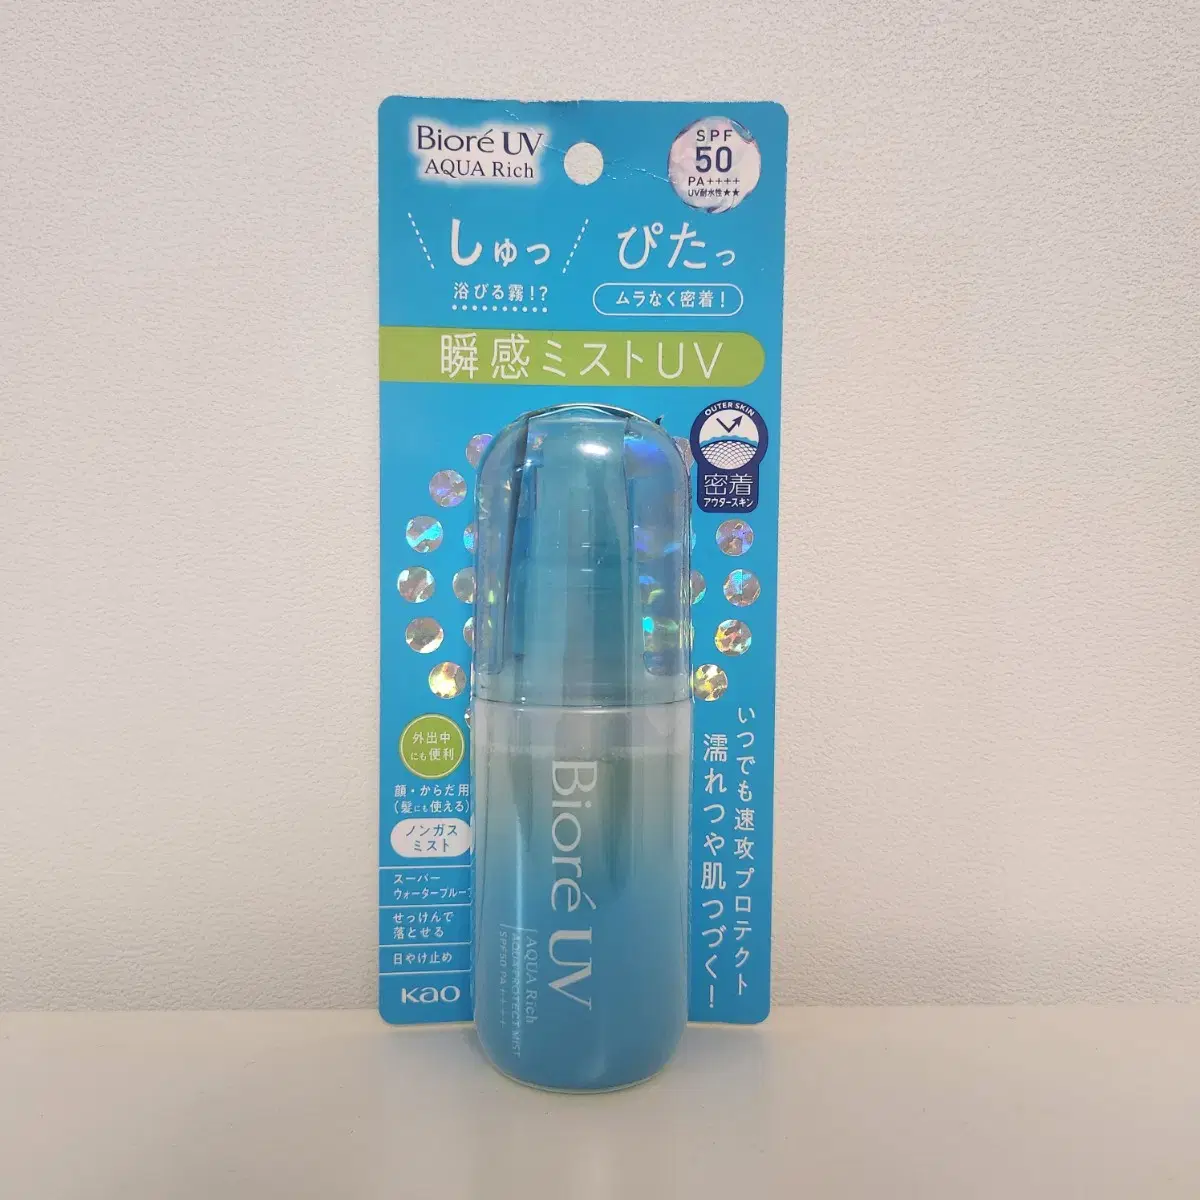 Bioré UV
AQUA Rich
SPF
50
PA++++
UV耐水性★★
しゅっ
浴びる霧!?
ぴたっ
ムラなく密着!
瞬感ミストUV
OUTER SKIN
密着
アウタースキン
外出中
にも便利
顔・からだ用
(髪にも使える)
ノンガス
ミスト
スーパー
ウォータープルーフ
せっけんで
落とせる
日やけ止め
Kao
いつでも速攻プロテクト
濡れつや肌つづく!
Bioré UV
AQUA Rich
AQUA PROTECT MIST
SPF50 PA++++